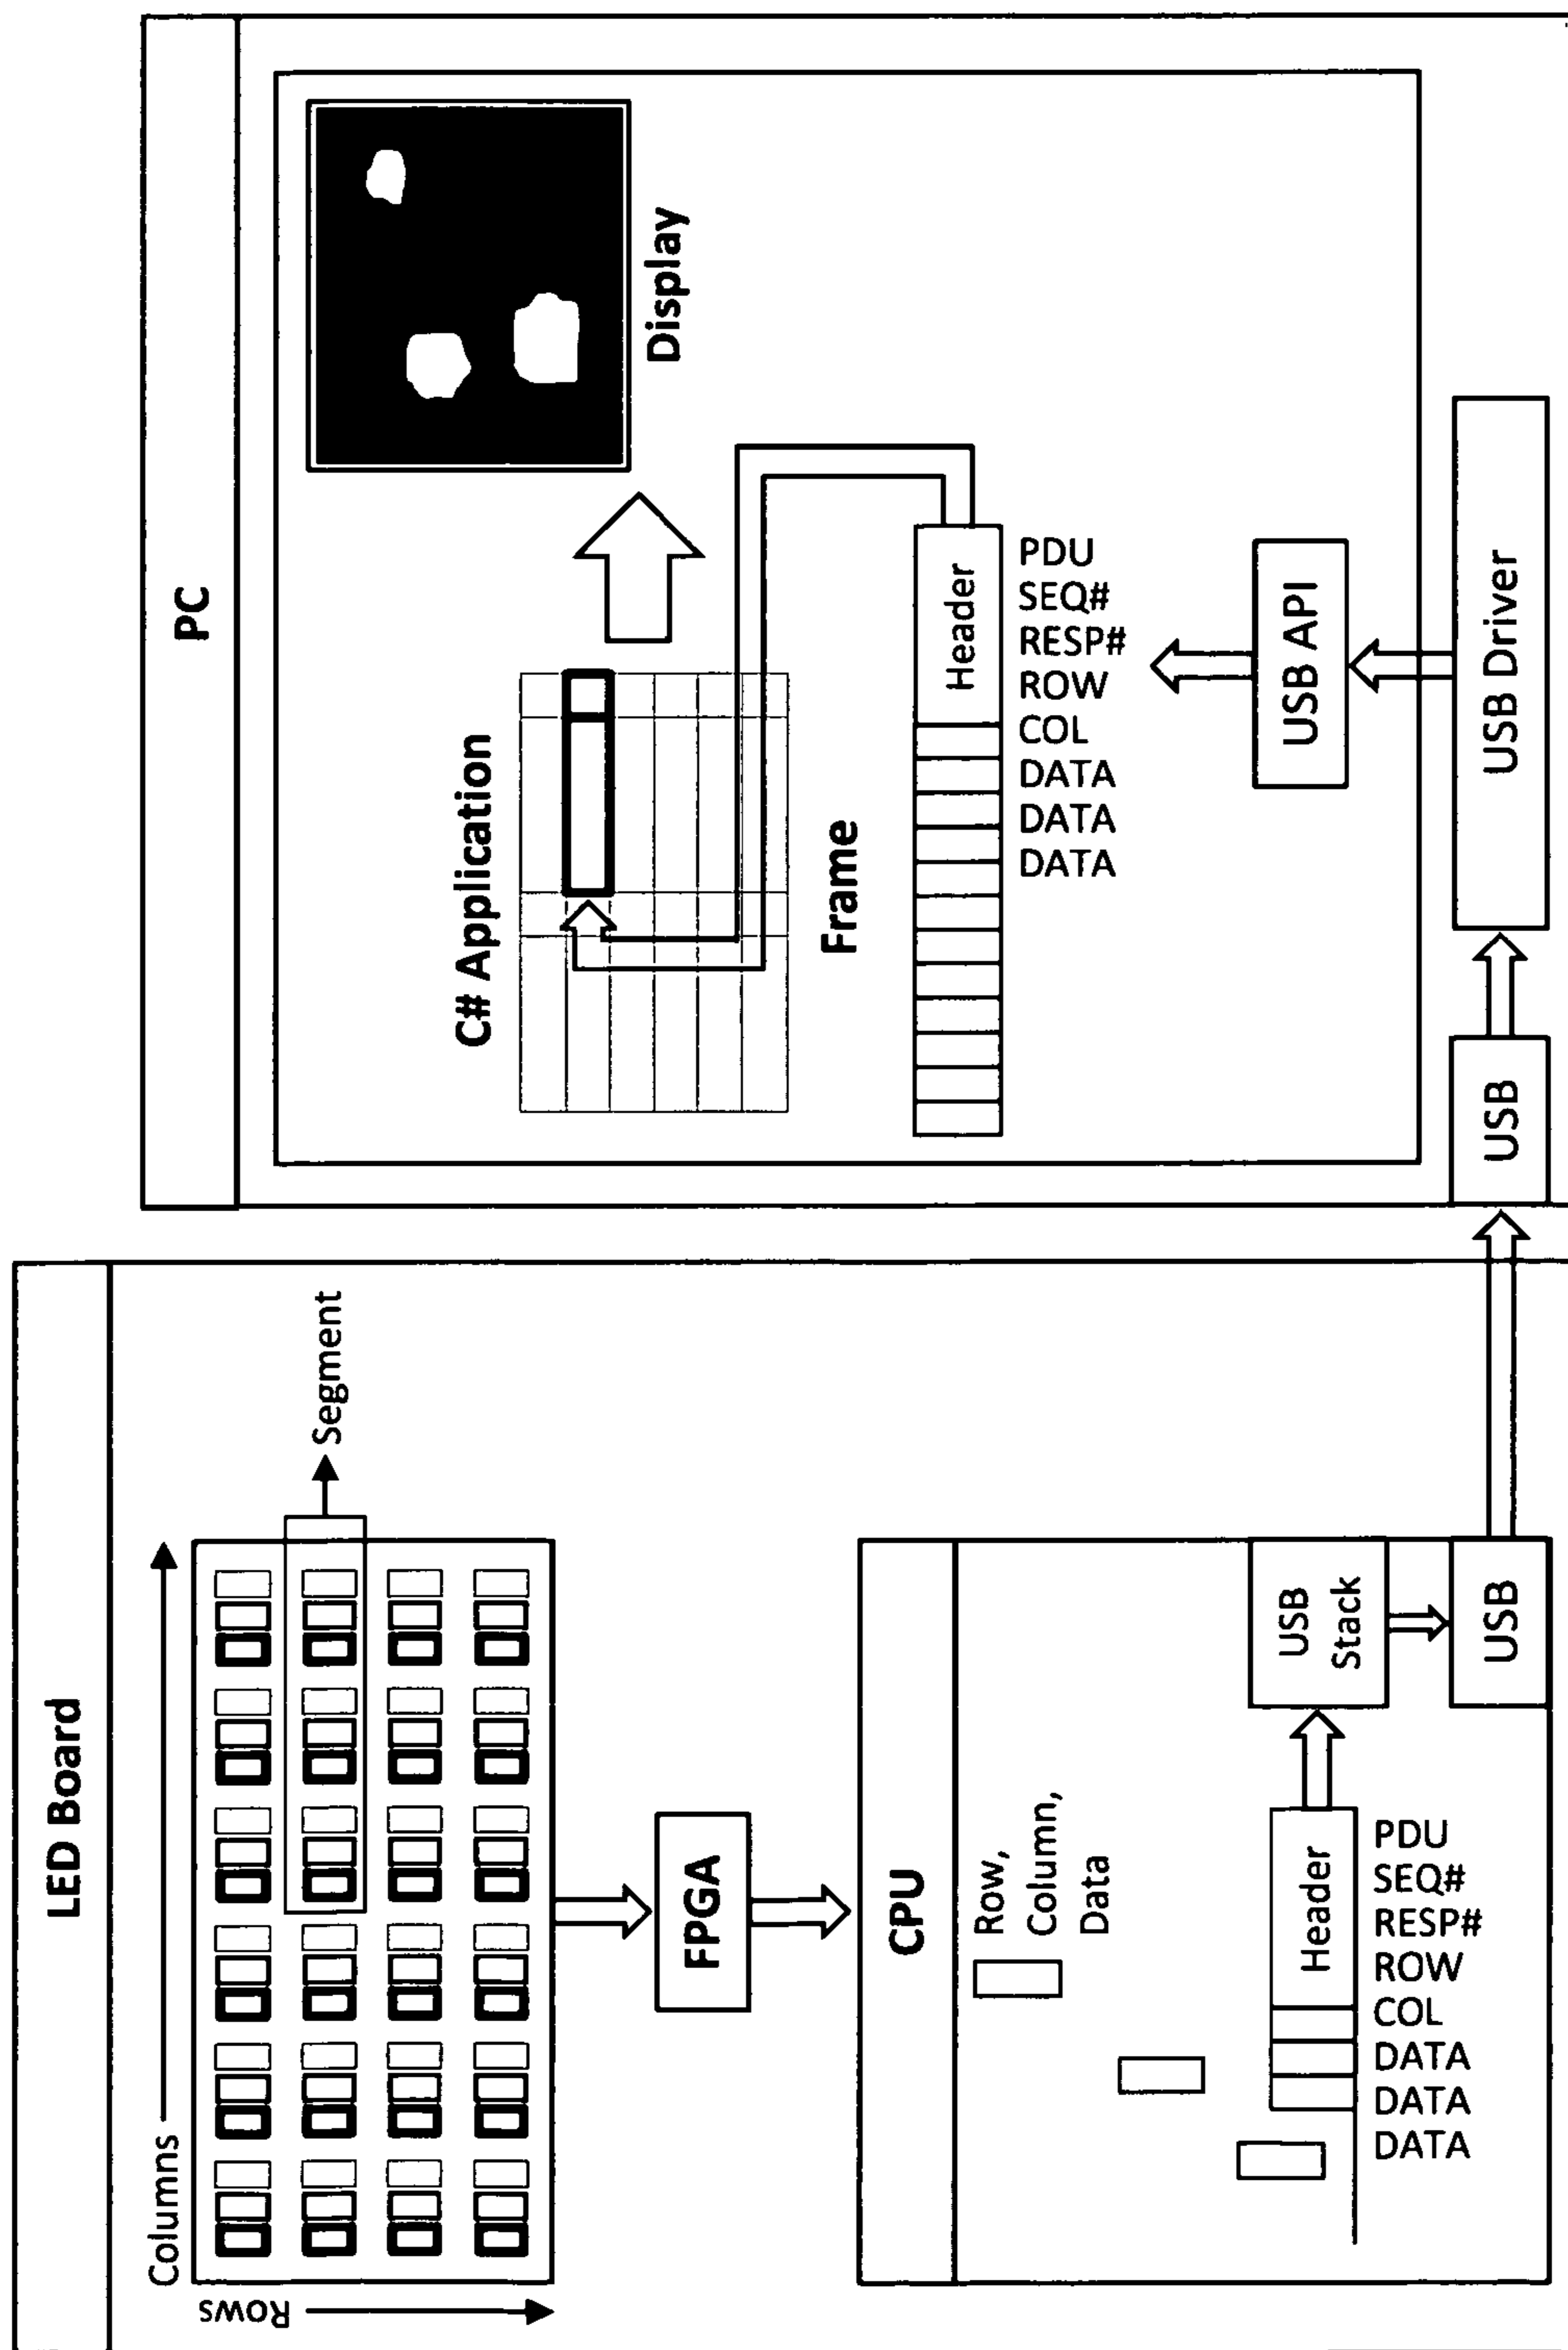 LED Board
Columns
Rows
Segment
FPGA
CPU
Row,
Column,
Data
Header
PDU
SEQ#
RESP#
ROW
COL
DATA
DATA
DATA
USB
Stack
USB
PC
C# Application
Display
Frame
Header
PDU
SEQ#
RESP#
ROW
COL
DATA
DATA
DATA
USB API
USB
USB Driver